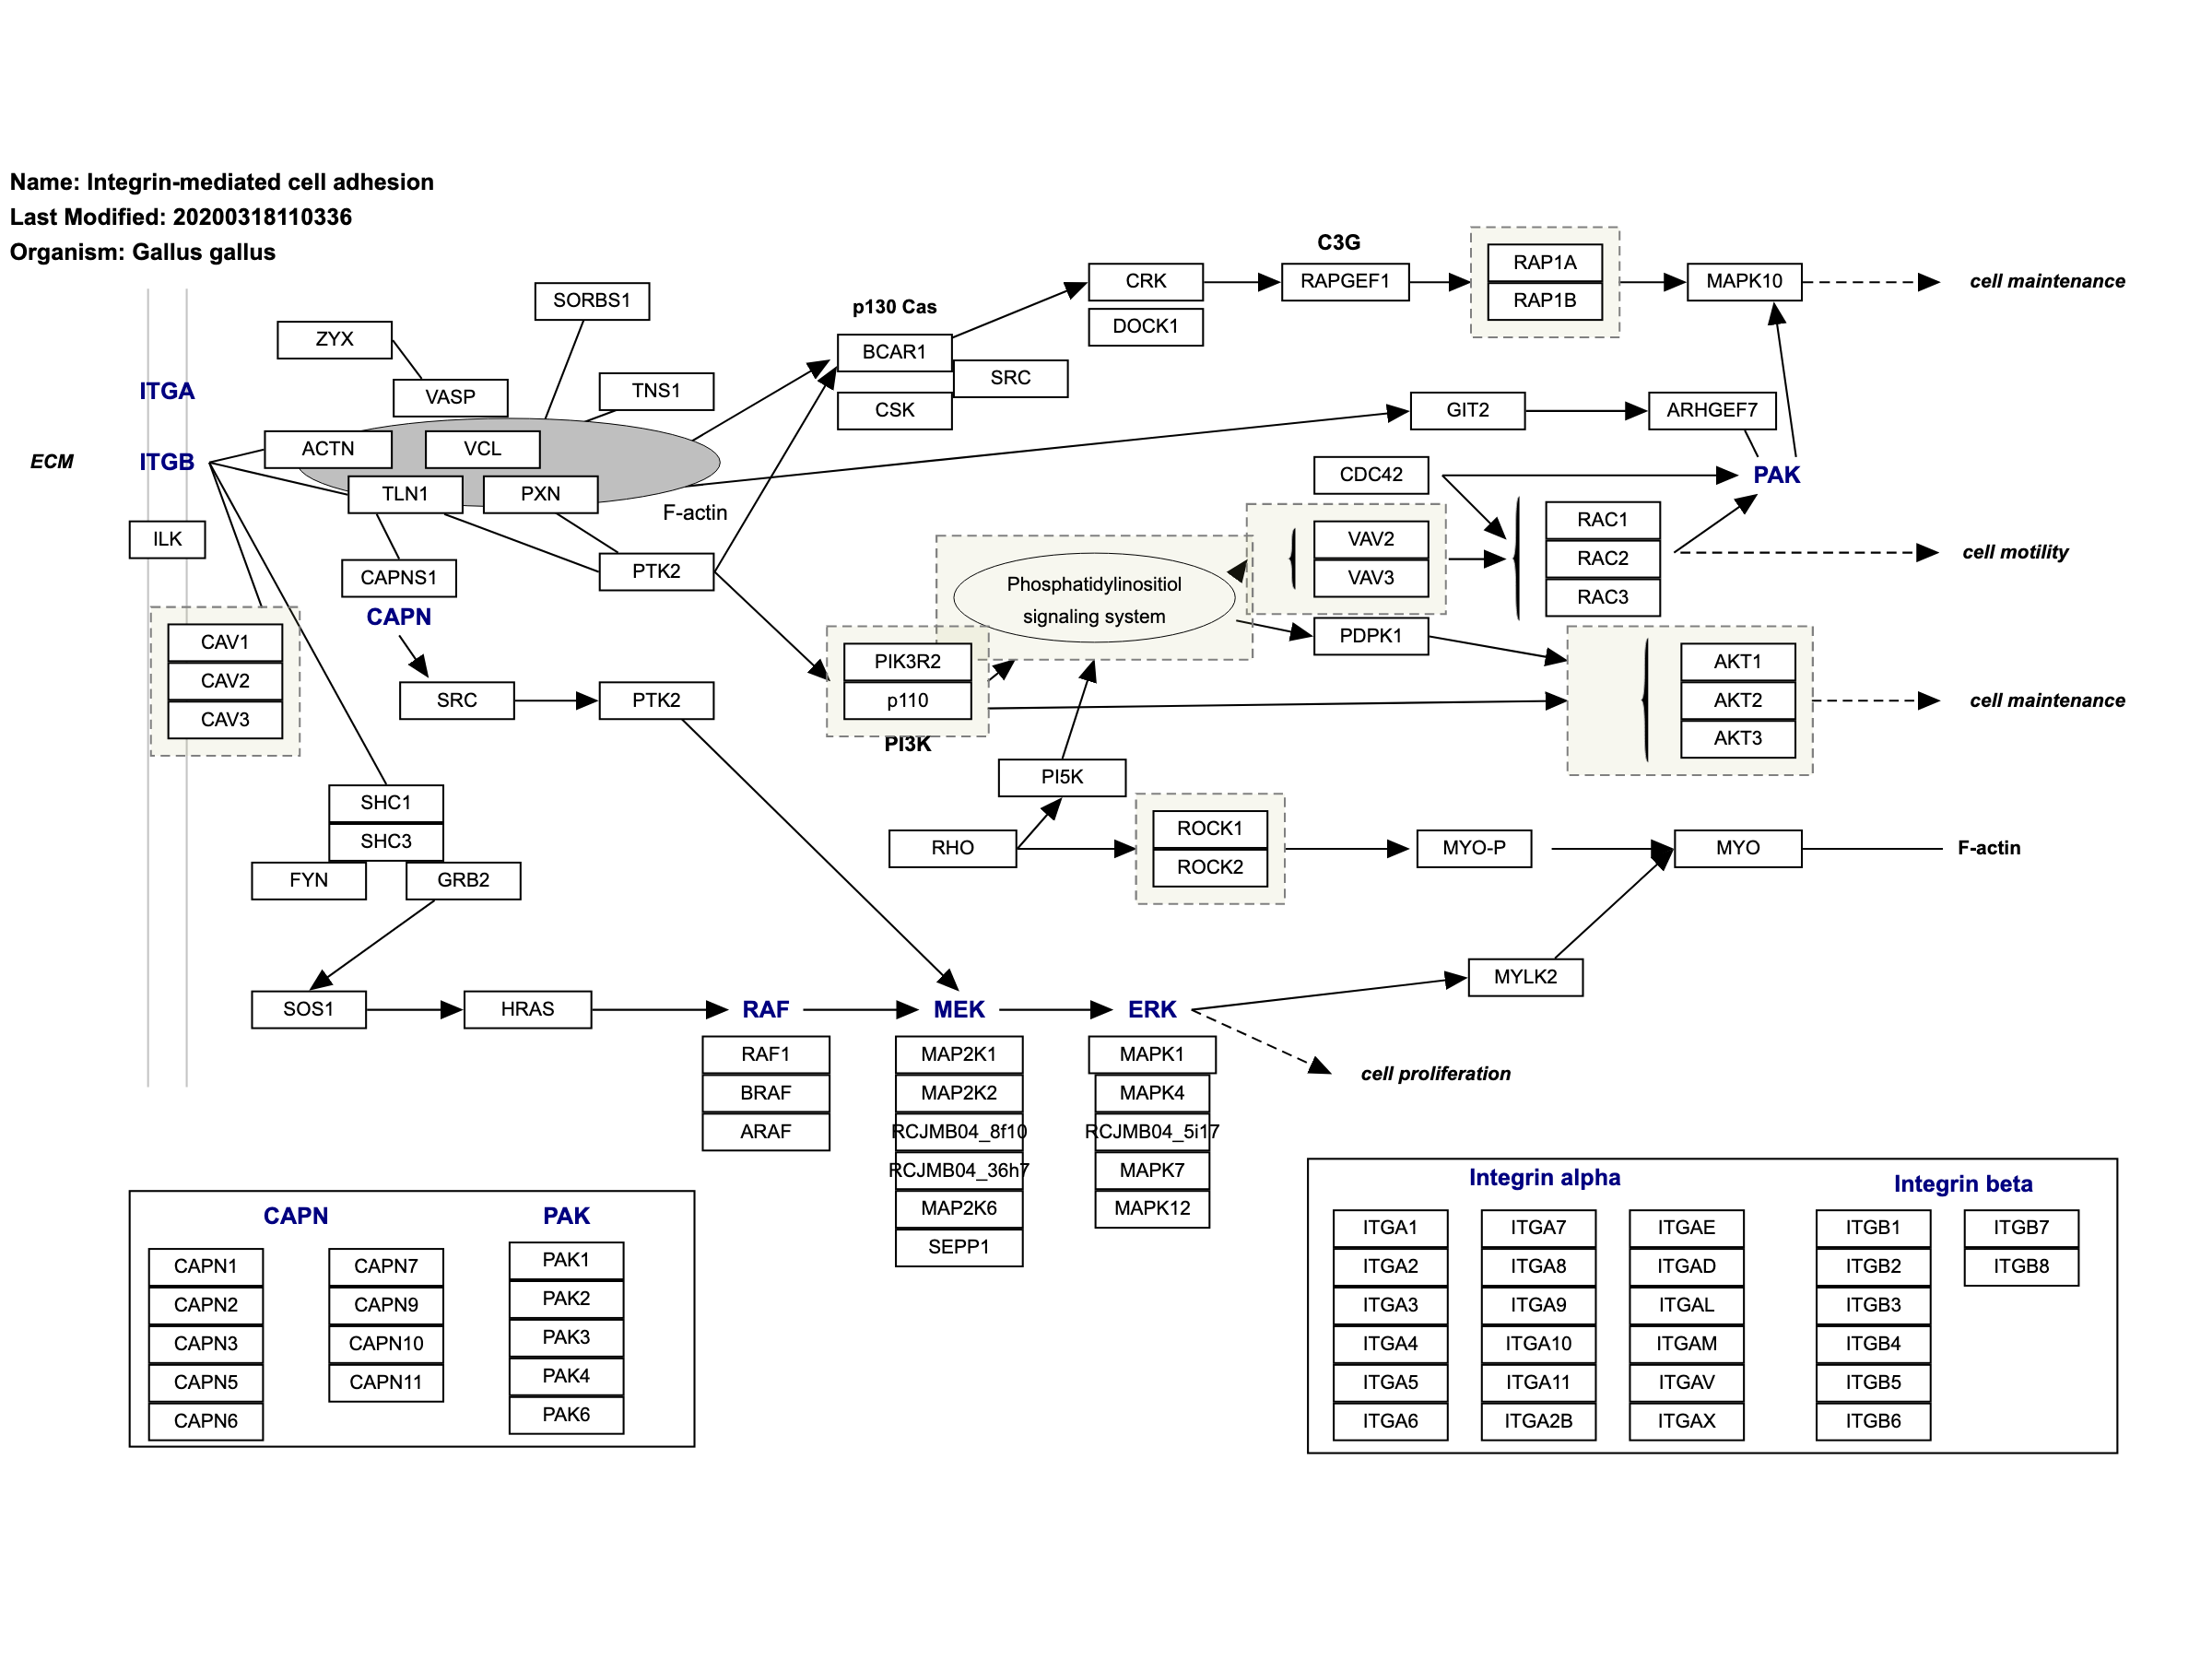 Name: Integrin-mediated cell adhesion
Last Modified: 20200318110336
Organism: Gallus gallus
C3G
RAP1A
RAP1B
CRK
RAPGEF1
MAPK10
cell maintenance
SORBS1
p130 Cas
DOCK1
ZYX
BCAR1
SRC
CSK
VASP
TNS1
ITGA
GIT2
ARHGEF7
ACTN
VCL
ECM
ITGB
TLN1
PXN
F-actin
CDC42
PAK
ILK
CAPNS1
PTK2
Phosphatidylinositiol
signaling system
VAV2
VAV3
RAC1
RAC2
RAC3
cell motility
CAPN
CAV1
CAV2
CAV3
SRC
PTK2
PIK3R2
p110
PI3K
PDPK1
AKT1
AKT2
AKT3
cell maintenance
PI5K
SHC1
SHC3
FYN
GRB2
RHO
ROCK1
ROCK2
MYO-P
MYO
F-actin
MYLK2
SOS1
HRAS
RAF
MEK
ERK
cell proliferation
RAF1
BRAF
ARAF
MAP2K1
MAP2K2
RCJMB04_8f10
RCJMB04_36h7
MAP2K6
SEPP1
MAPK1
MAPK4
RCJMB04_5i17
MAPK7
MAPK12
CAPN
PAK
CAPN1
CAPN2
CAPN3
CAPN5
CAPN6
CAPN7
CAPN9
CAPN10
CAPN11
PAK1
PAK2
PAK3
PAK4
PAK6
Integrin alpha
Integrin beta
ITGA1
ITGA2
ITGA3
ITGA4
ITGA5
ITGA6
ITGA7
ITGA8
ITGA9
ITGA10
ITGA11
ITGA2B
ITGAE
ITGAD
ITGAL
ITGAM
ITGAV
ITGAX
ITGB1
ITGB2
ITGB3
ITGB4
ITGB5
ITGB6
ITGB7
ITGB8